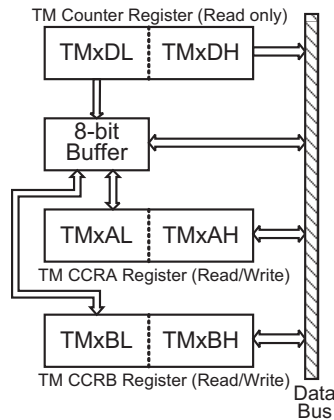 TM Counter Register (Read only)
TMxDL TMxDH
8-bit
Buffer
TMxAL TMxAH
TM CCRA Register (Read/Write)
TMxBL TMxBH
TM CCRB Register (Read/Write)
Data
Bus